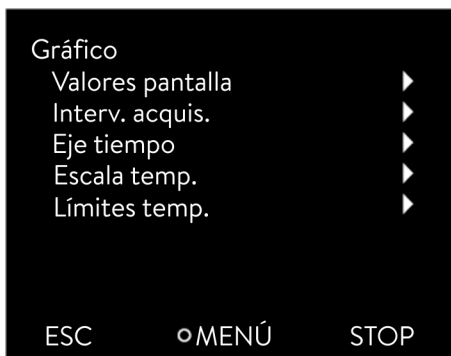 Gráfico
Valores pantalla
Interv. acquis.
Eje tiempo
Escala temp.
Límites temp.
ESC MENÚ STOP